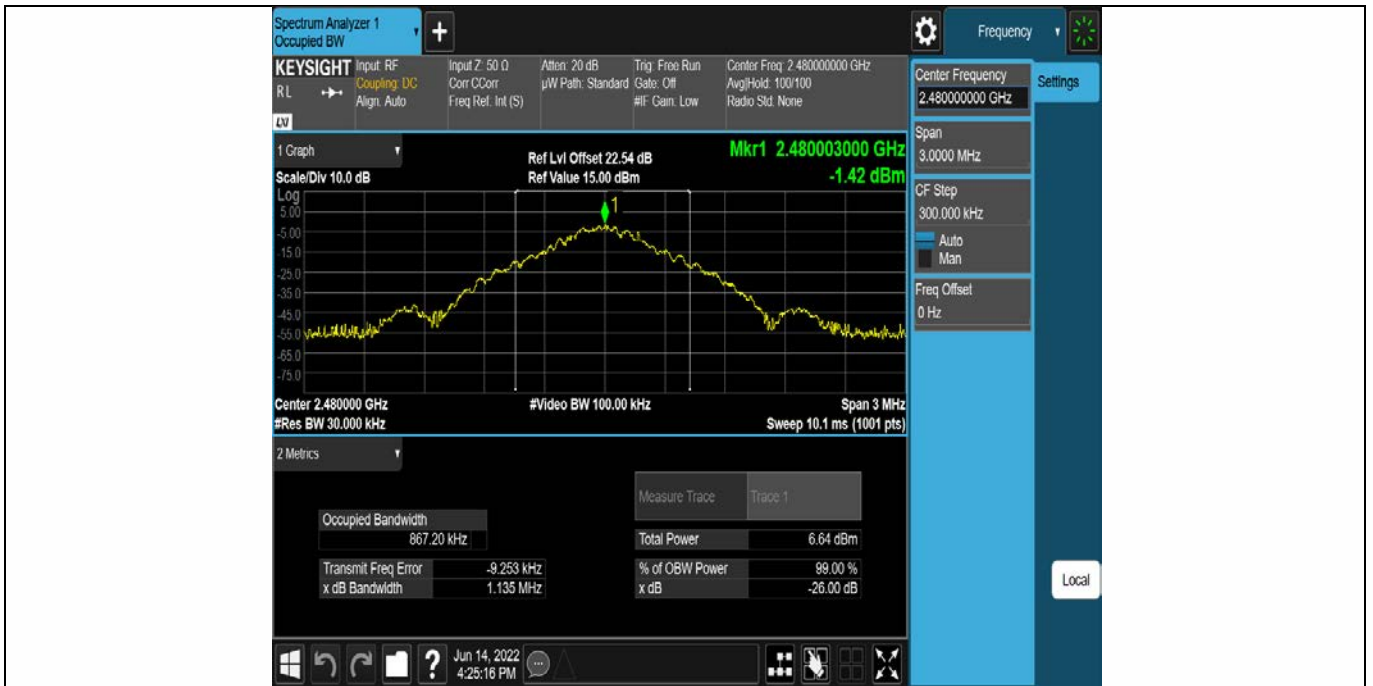 Spectrum Analyzer 1
Occupied BW
+
Frequency
KEYSIGHT
R L
LXI
Input: RF
Coupling: DC
Align: Auto
Input Z: 50 Ω
Corr CCorr
Freq Ref: Int (S)
Atten: 20 dB
µW Path: Standard
Trig: Free Run
Gate: Off
#IF Gain: Low
Center Freq: 2.480000000 GHz
Avg|Hold: 100/100
Radio Std: None
Center Frequency
2.480000000 GHz
Settings
Span
3.0000 MHz
CF Step
300.000 kHz
Auto
Man
Freq Offset
0 Hz
Local
1 Graph
Scale/Div 10.0 dB
Ref Lvl Offset 22.54 dB
Ref Value 15.00 dBm
Mkr1 2.480003000 GHz
-1.42 dBm
Log
5.00
-5.00
-15.0
-25.0
-35.0
-45.0
-55.0
-65.0
-75.0
1
Center 2.480000 GHz
#Video BW 100.00 kHz
Span 3 MHz
#Res BW 30.000 kHz
Sweep 10.1 ms (1001 pts)
2 Metrics
Measure Trace Trace 1
Occupied Bandwidth
867.20 kHz
Total Power 6.64 dBm
Transmit Freq Error -9.253 kHz
% of OBW Power 99.00 %
x dB Bandwidth 1.135 MHz
x dB -26.00 dB
?
Jun 14, 2022
4:25:16 PM